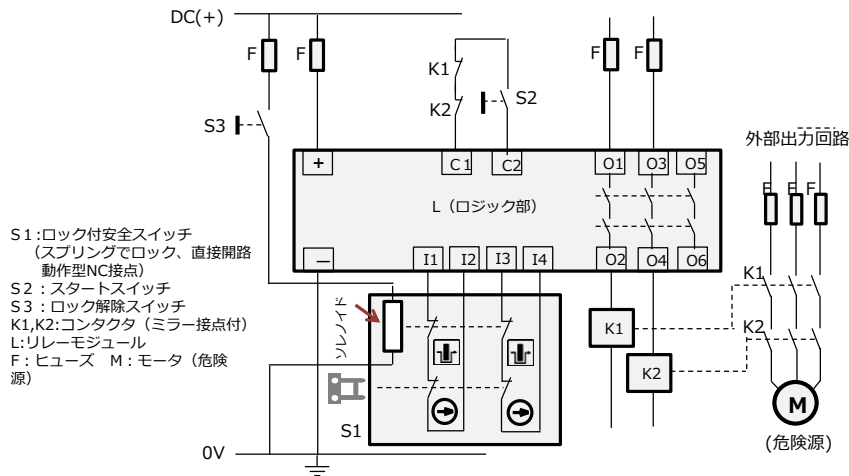 DC(+)
F
F
F
F
K1
K2
S2
S3
外部出力回路
+
C1
C2
O1
O3
O5
F
F
F
L（ロジック部）
－
I1
I2
I3
I4
O2
O4
O6
S1:ロック付安全スイッチ
（スプリングでロック、直接開路
動作型NC接点）
S2：スタートスイッチ
S3：ロック解除スイッチ
K1,K2:コンタクタ（ミラー接点付）
L:リレーモジュール
F：ヒューズ M：モータ（危険
源）
ソレノイド
K1
K1
K2
K2
S1
M
(危険源)
0V